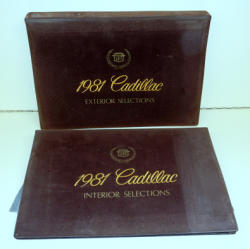 1981 Cadillac
EXTERIOR SELECTIONS
1981 Cadillac
INTERIOR SELECTIONS